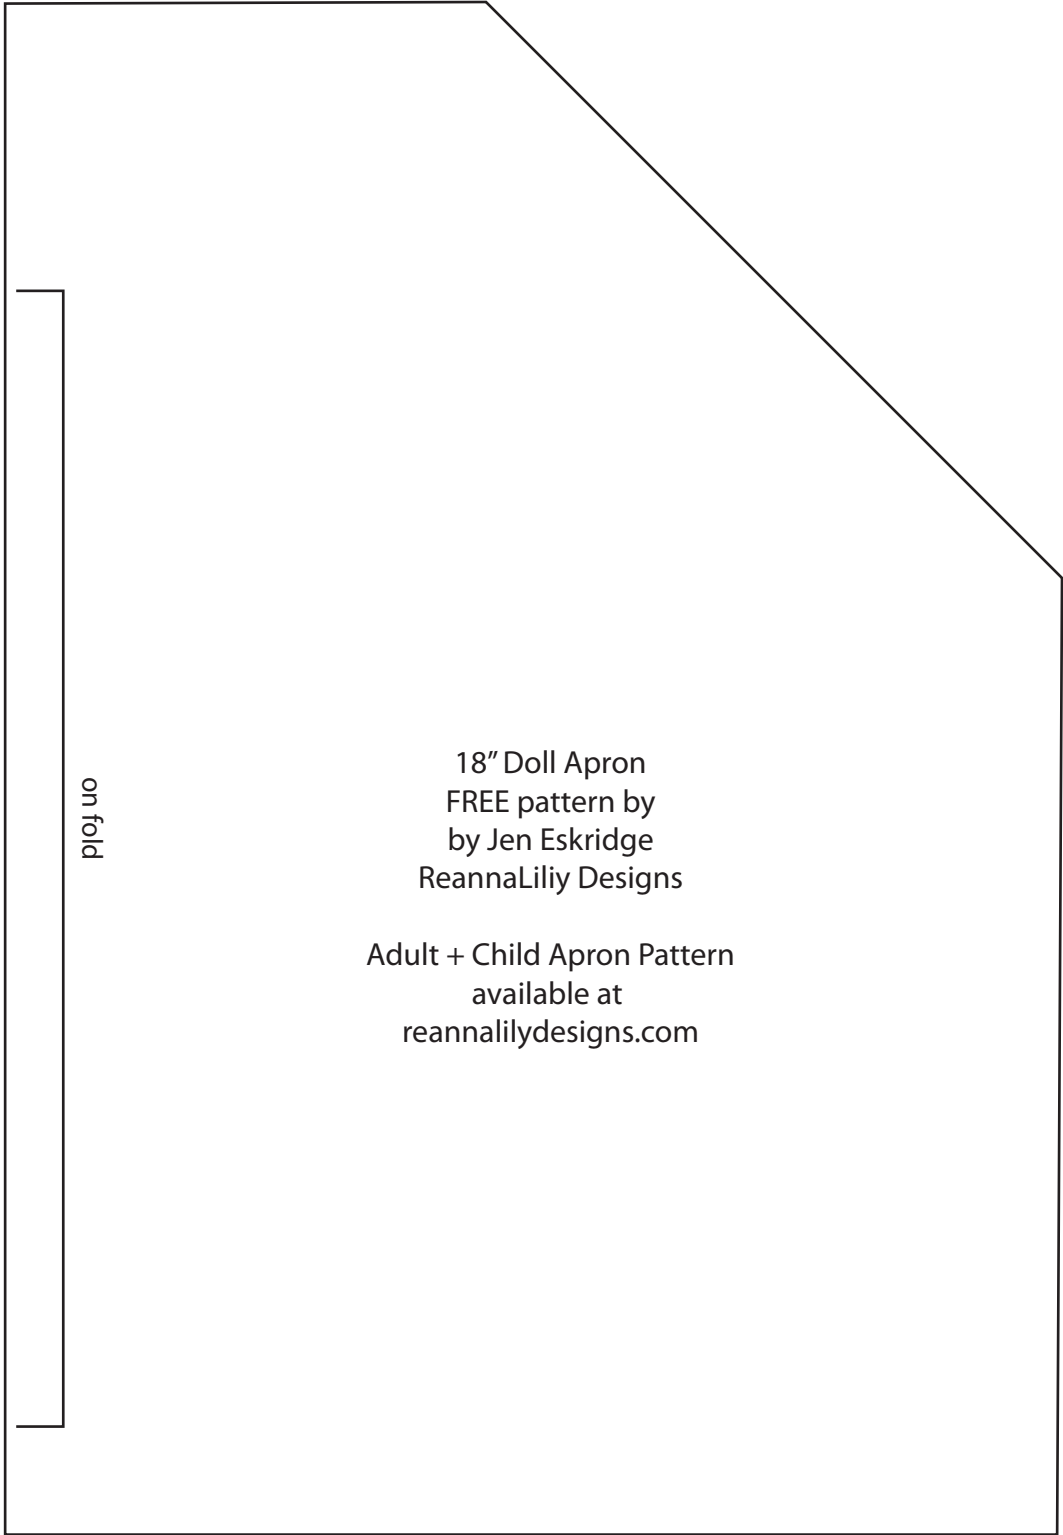 on fold
18” Doll Apron
FREE pattern by
by Jen Eskridge
ReannaLiliy Designs
Adult + Child Apron Pattern
available at
reannalilydesigns.com